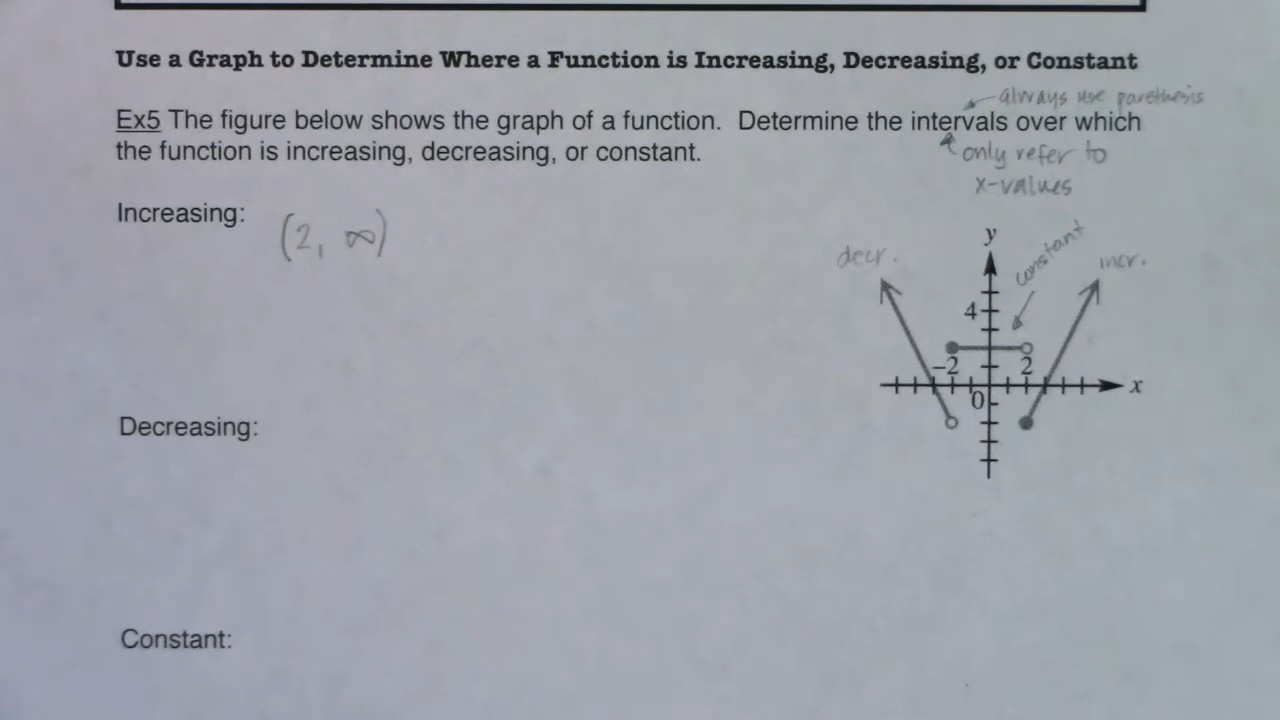 Use a Graph to Determine Where a Function is Increasing, Decreasing, or Constant
always use parethesis
Ex5 The figure below shows the graph of a function. Determine the intervals over which
the function is increasing, decreasing, or constant.
only refer to
x-values
Increasing:
(2, ∞)
y
constant
decr.
incr.
4
-2
2
0
x
Decreasing:
Constant: